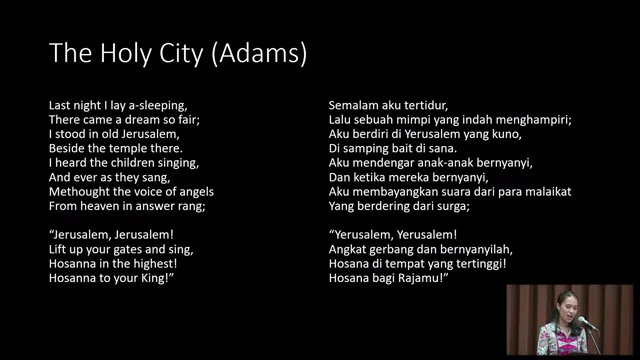 The Holy City (Adams)
Last night I lay a-sleeping,
There came a dream so fair;
I stood in old Jerusalem,
Beside the temple there.
I heard the children singing,
And ever as they sang,
Methought the voice of angels
From heaven in answer rang;
“Jerusalem, Jerusalem!
Lift up your gates and sing,
Hosanna in the highest!
Hosanna to your King!”
Semalam aku tertidur,
Lalu sebuah mimpi yang indah menghampiri;
Aku berdiri di Yerusalem yang kuno,
Di samping bait di sana.
Aku mendengar anak-anak bernyanyi,
Dan ketika mereka bernyanyi,
Aku membayangkan suara dari para malaikat
Yang berdering dari surga;
“Yerusalem, Yerusalem!
Angkat gerbang dan bernyanyilah,
Hosana di tempat yang tertinggi!
Hosana bagi Rajamu!”